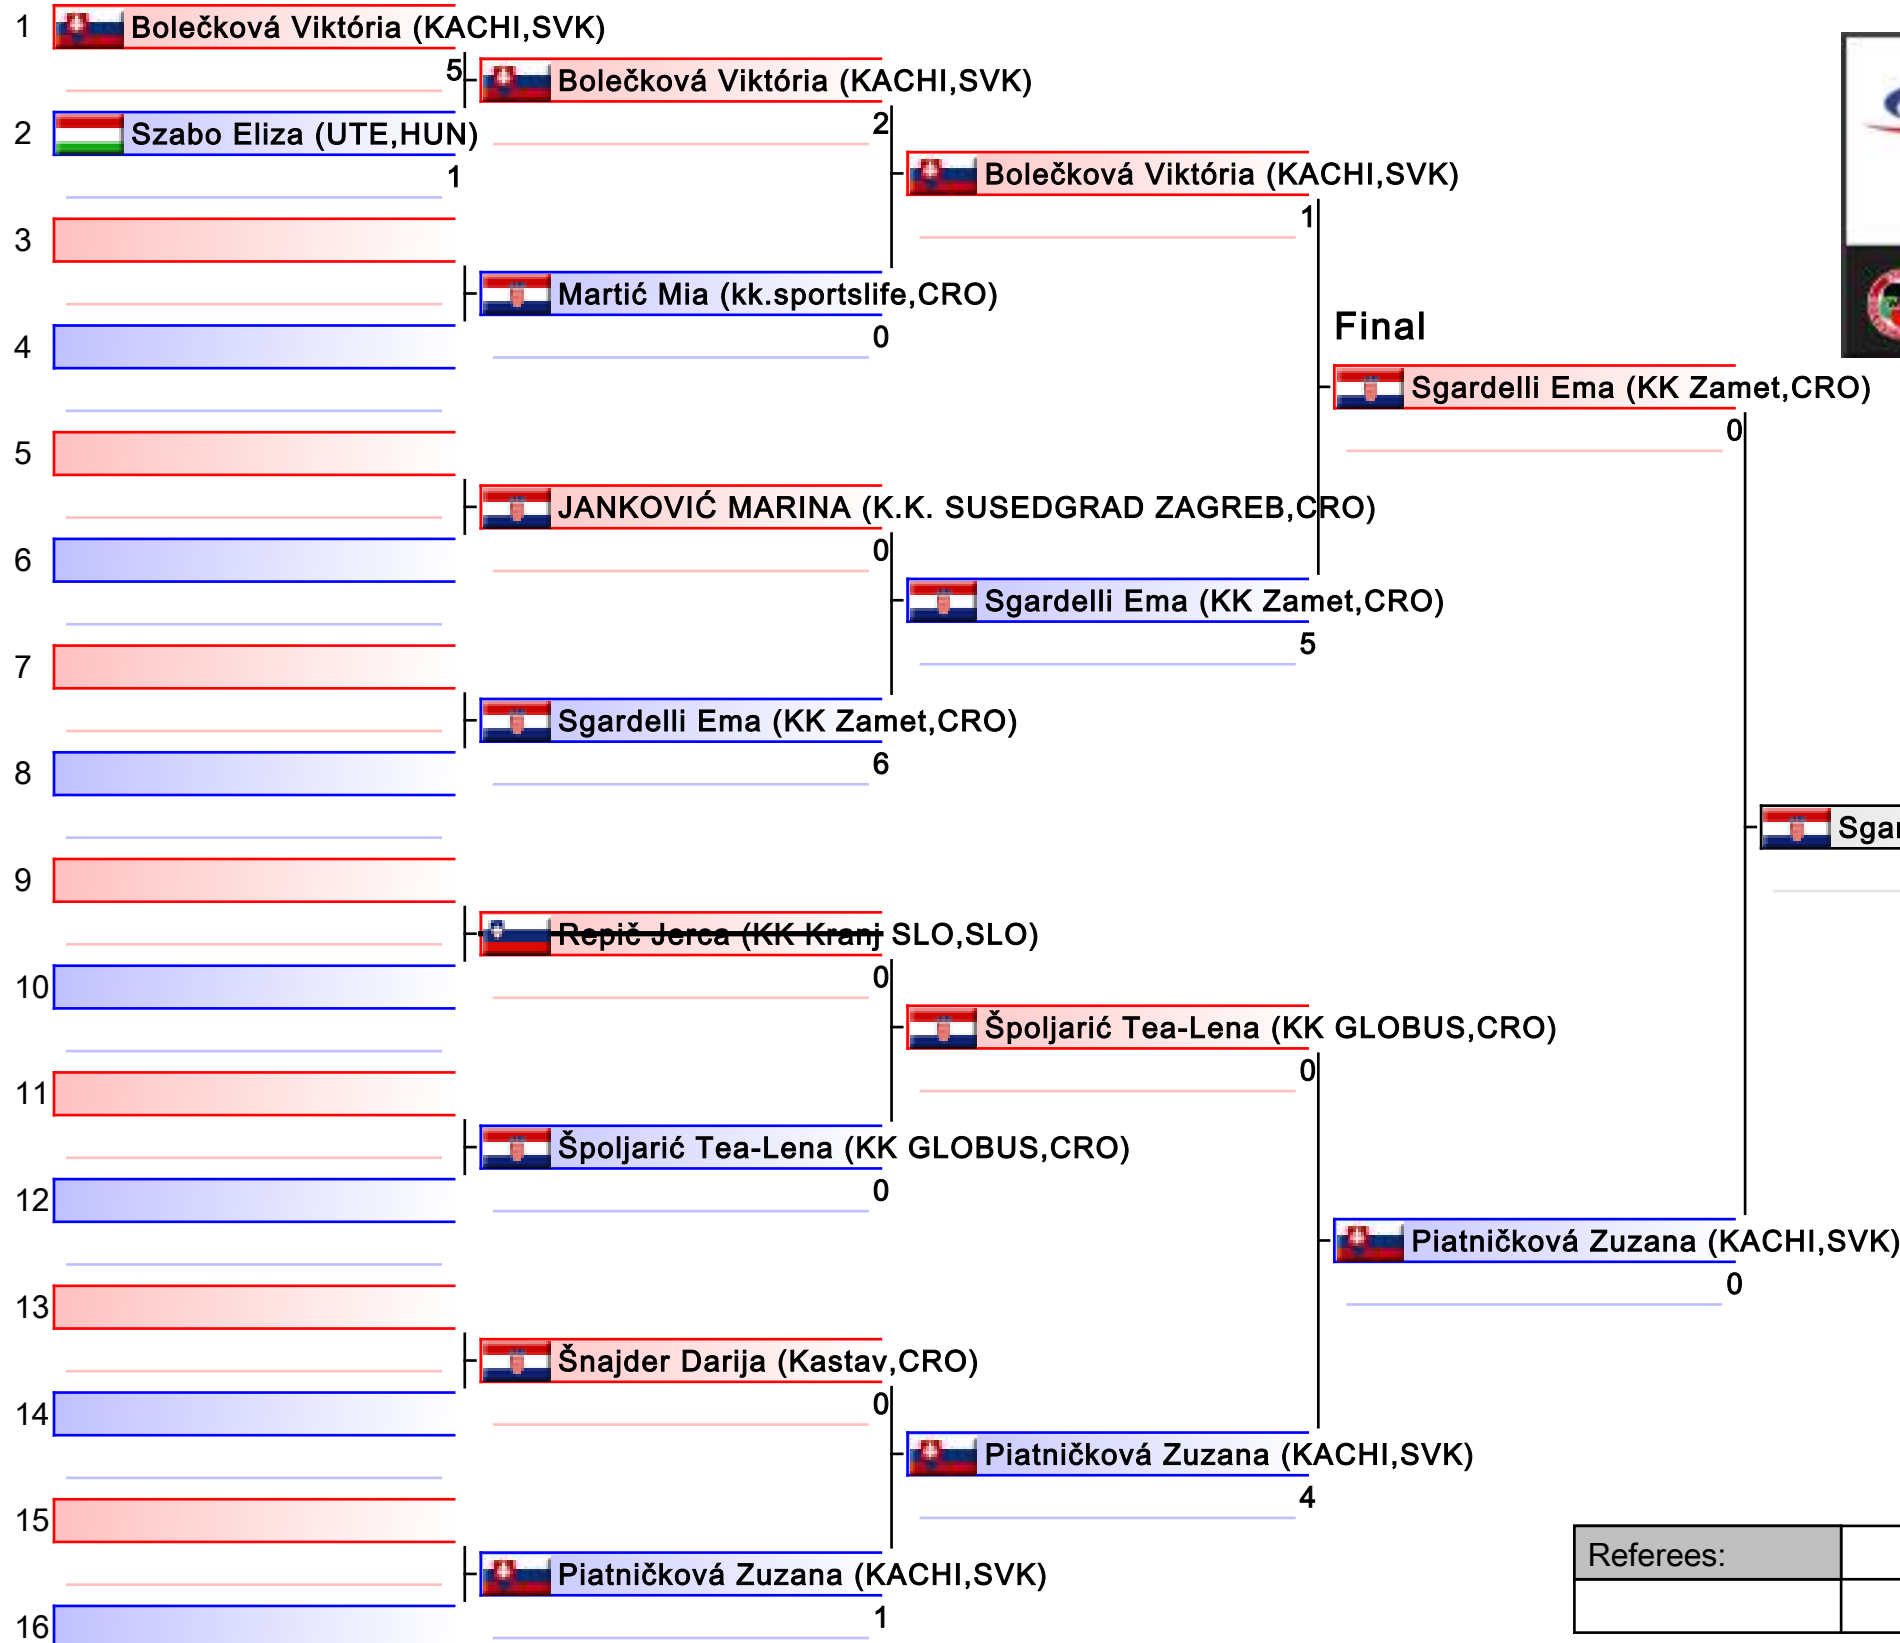 1 Bolečková Viktória (KACHI,SVK)
5
Bolečková Viktória (KACHI,SVK)
2
2 Szabo Eliza (UTE,HUN)
1
Bolečková Viktória (KACHI,SVK)
1
3
Martić Mia (kk.sportslife,CRO)
0
4
Final
Sgardelli Ema (KK Zamet,CRO)
0
5
JANKOVIĆ MARINA (K.K. SUSEDGRAD ZAGREB,CRO)
0
6
Sgardelli Ema (KK Zamet,CRO)
5
7
Sgardelli Ema (KK Zamet,CRO)
6
8
Sgar
9
Repič Jerca (KK Kranj SLO,SLO)
0
10
Špoljarić Tea-Lena (KK GLOBUS,CRO)
0
11
Špoljarić Tea-Lena (KK GLOBUS,CRO)
0
12
Piatničková Zuzana (KACHI,SVK)
0
13
Šnajder Darija (Kastav,CRO)
0
14
Piatničková Zuzana (KACHI,SVK)
4
15
Piatničková Zuzana (KACHI,SVK)
1
16
Referees: